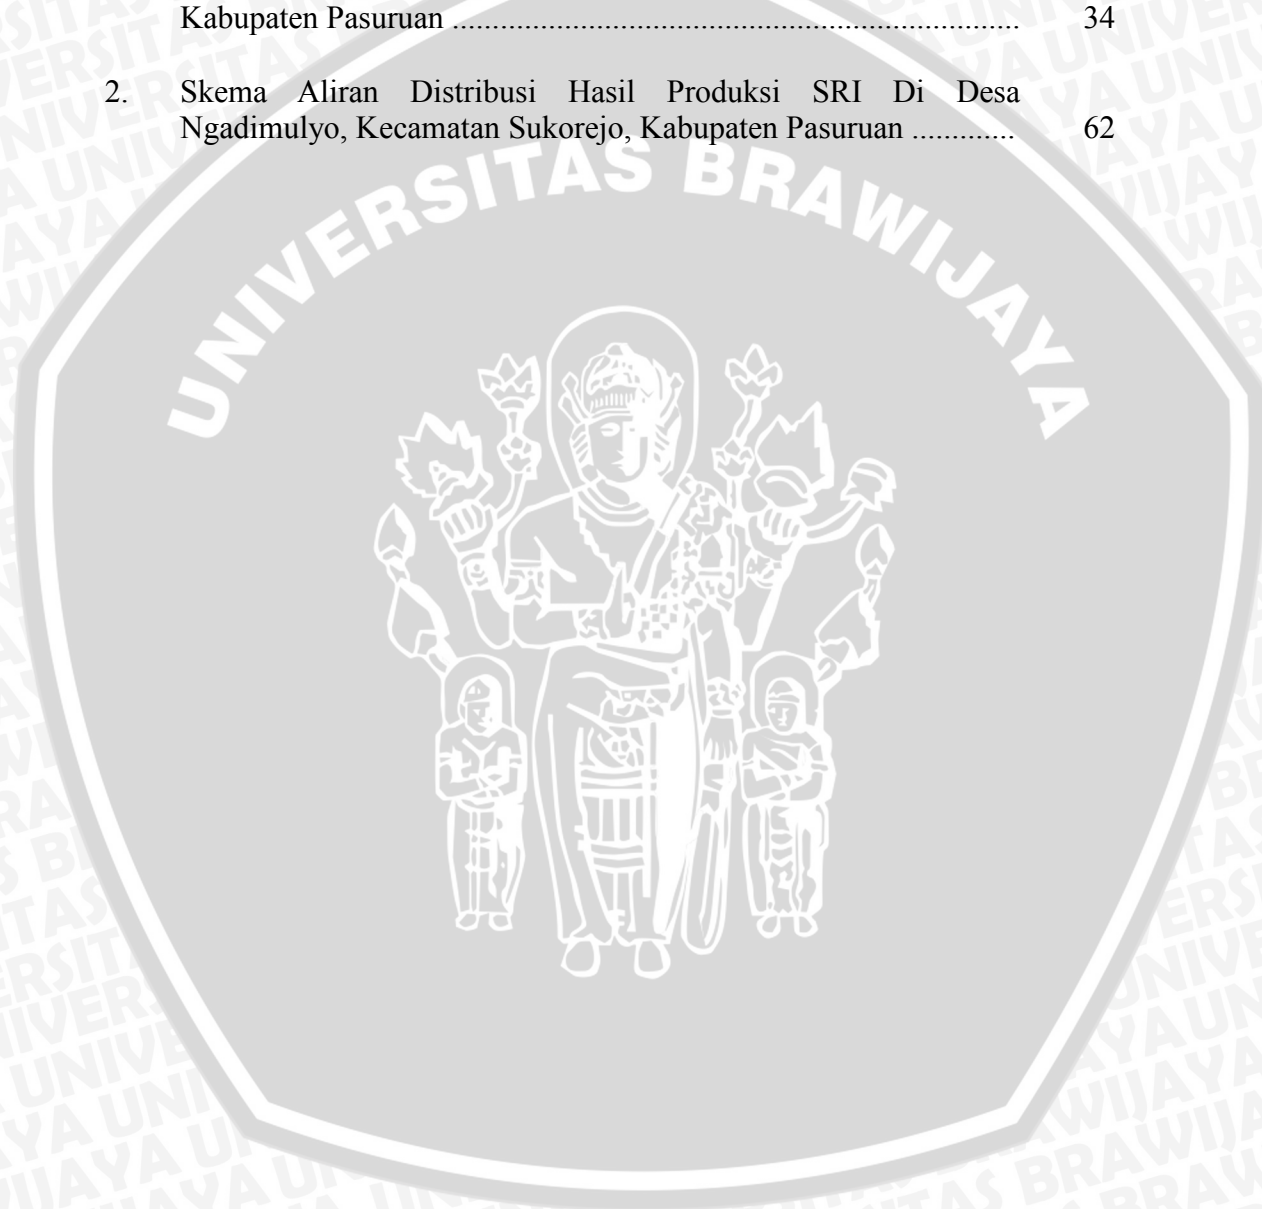 Kabupaten Pasuruan ....................................................................... 34
2. Skema Aliran Distribusi Hasil Produksi SRI Di Desa
Ngadimulyo, Kecamatan Sukorejo, Kabupaten Pasuruan ............. 62
UNIVERSITAS BRAWIJAYA